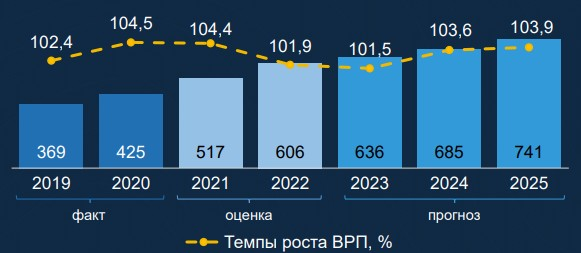 102,4 104,5 104,4 101,9 101,5 103,6 103,9
369 425 517 606 636 685 741
2019 2020 2021 2022 2023 2024 2025
факт оценка прогноз
Темпы роста ВРП, %